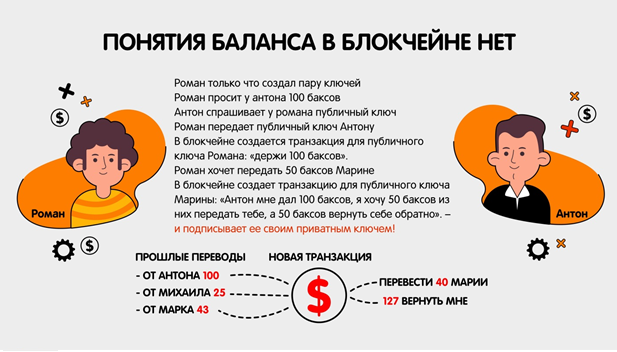 ПОНЯТИЯ БАЛАНСА В БЛОКЧЕЙНЕ НЕТ
Роман только что создал пару ключей
Роман просит у антона 100 баксов
Антон спрашивает у романа публичный ключ
Роман передает публичный ключ Антону
В блокчейне создается транзакция для публичного
ключа Романа: «держи 100 баксов».
Роман хочет передать 50 баксов Марине
В блокчейне создает транзакцию для публичного ключа
Марины: «Антон мне дал 100 баксов, я хочу 50 баксов из
них передать тебе, а 50 баксов вернуть себе обратно». –
и подписывает ее своим приватным ключем!
$
$
Роман
$
Антон
ПРОШЛЫЕ ПЕРЕВОДЫ
НОВАЯ ТРАНЗАКЦИЯ
- ОТ АНТОНА 100
- ОТ МИХАИЛА 25
- ОТ МАРКА 43
$
ПЕРЕВЕСТИ 40 МАРИИ
127 ВЕРНУТЬ МНЕ